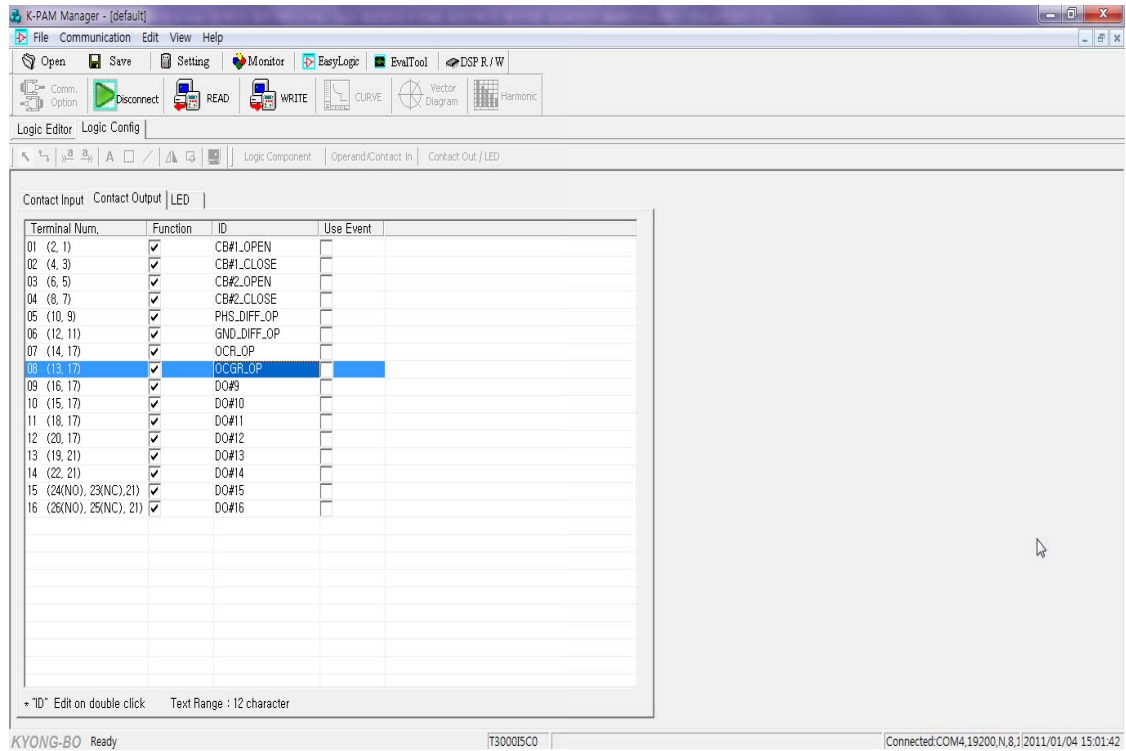 K-PAM Manager - [default]
File Communication Edit View Help
Open Save Setting Monitor EasyLogic EvalTool DSP R / W
Comm. Option Disconnect READ WRITE CURVE Vector Diagram Harmonic
Logic Editor Logic Config
a a A Logic Component Operand/Contact In Contact Out / LED
Contact Input Contact Output LED
Terminal Num, Function ID Use Event
01 (2, 1) CB#1_OPEN
02 (4, 3) CB#1_CLOSE
03 (6, 5) CB#2_OPEN
04 (8, 7) CB#2_CLOSE
05 (10, 9) PHS_DIFF_OP
06 (12, 11) GND_DIFF_OP
07 (14, 17) OCR_OP
08 (13, 17) OCGR_OP
09 (16, 17) DO#9
10 (15, 17) DO#10
11 (18, 17) DO#11
12 (20, 17) DO#12
13 (19, 21) DO#13
14 (22, 21) DO#14
15 (24(NO), 23(NC),21) DO#15
16 (26(NO), 25(NC), 21) DO#16
* "ID" Edit on double click Text Range : 12 character
KYONG-BO Ready T3000I5C0 Connected:COM4,19200,N,8,1 2011/01/04 15:01:42